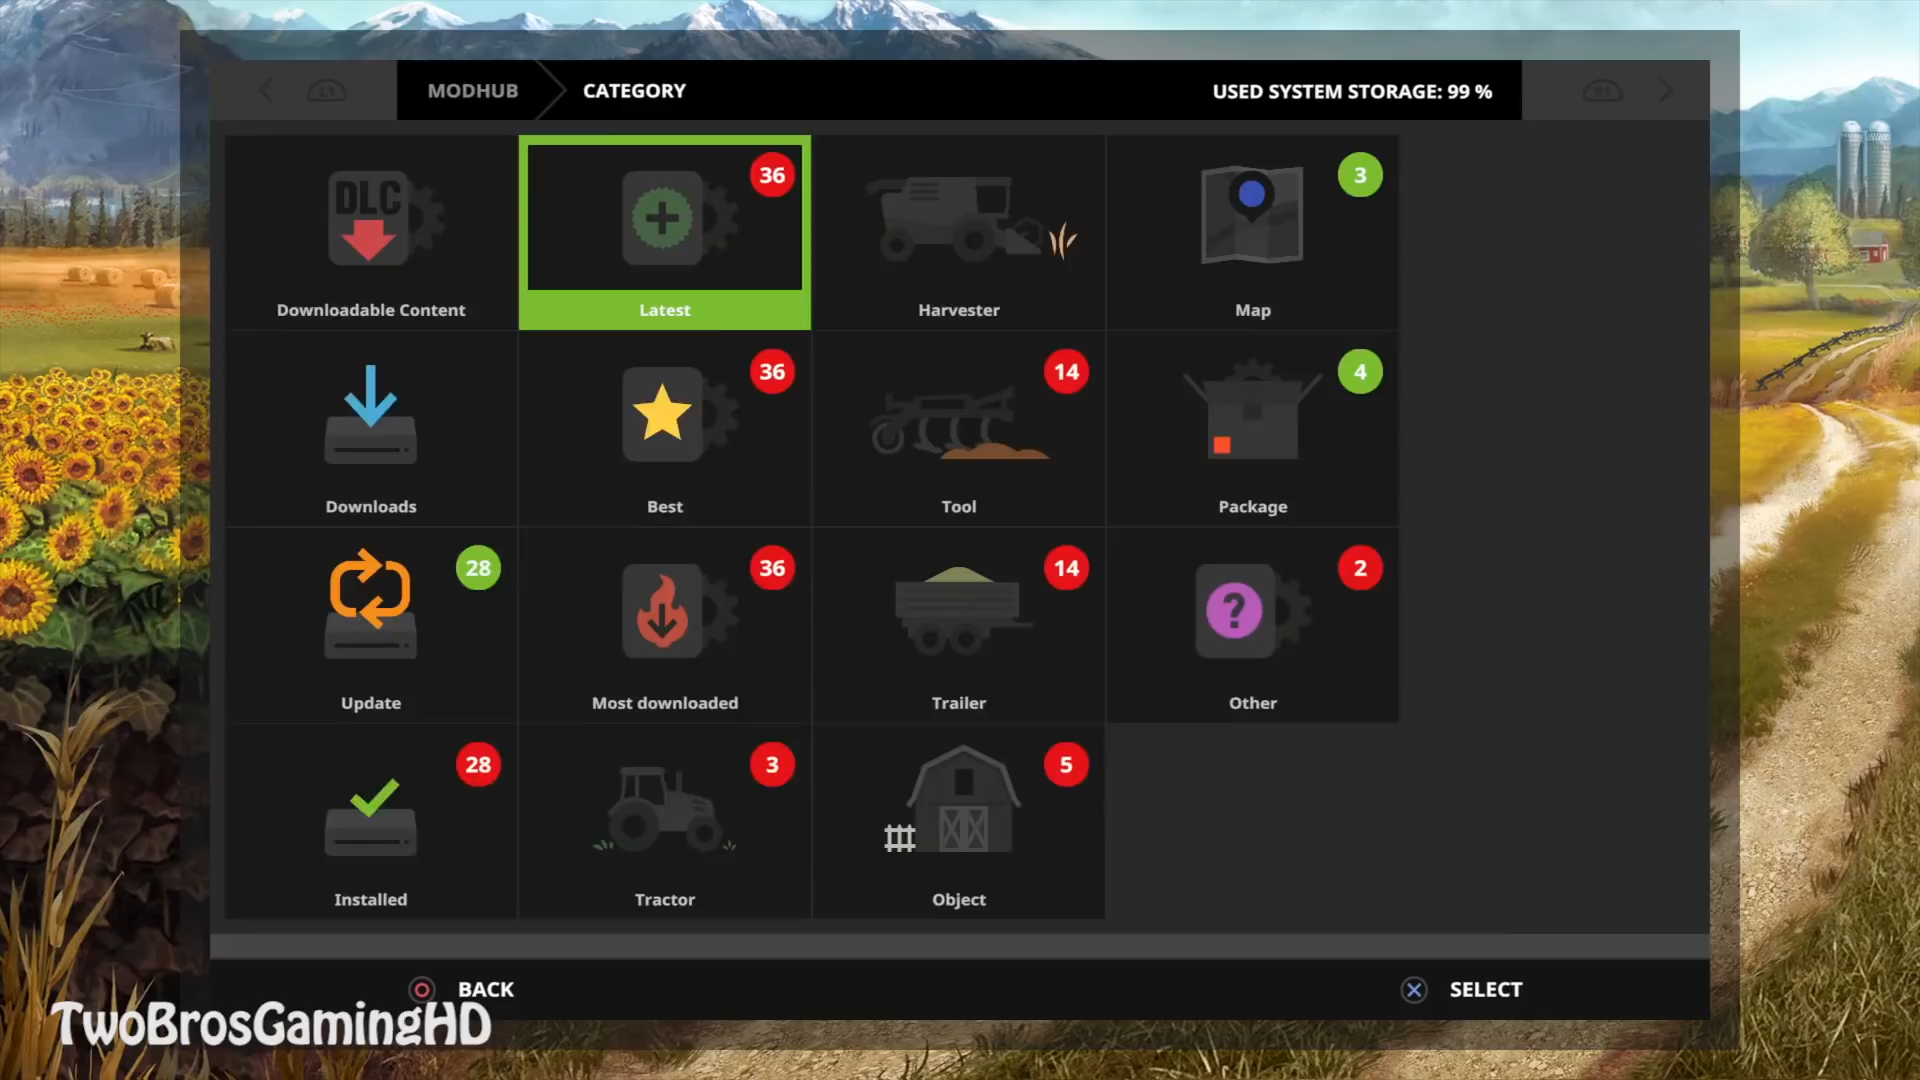 MODHUB
CATEGORY
USED SYSTEM STORAGE: 99 %
DLC
Downloadable Content
36
Latest
Harvester
3
Map
Downloads
36
Best
14
Tool
4
Package
28
Update
36
Most downloaded
14
Trailer
2
?
Other
28
Installed
3
Tractor
5
Object
BACK
SELECT
TwoBrosGamingHD